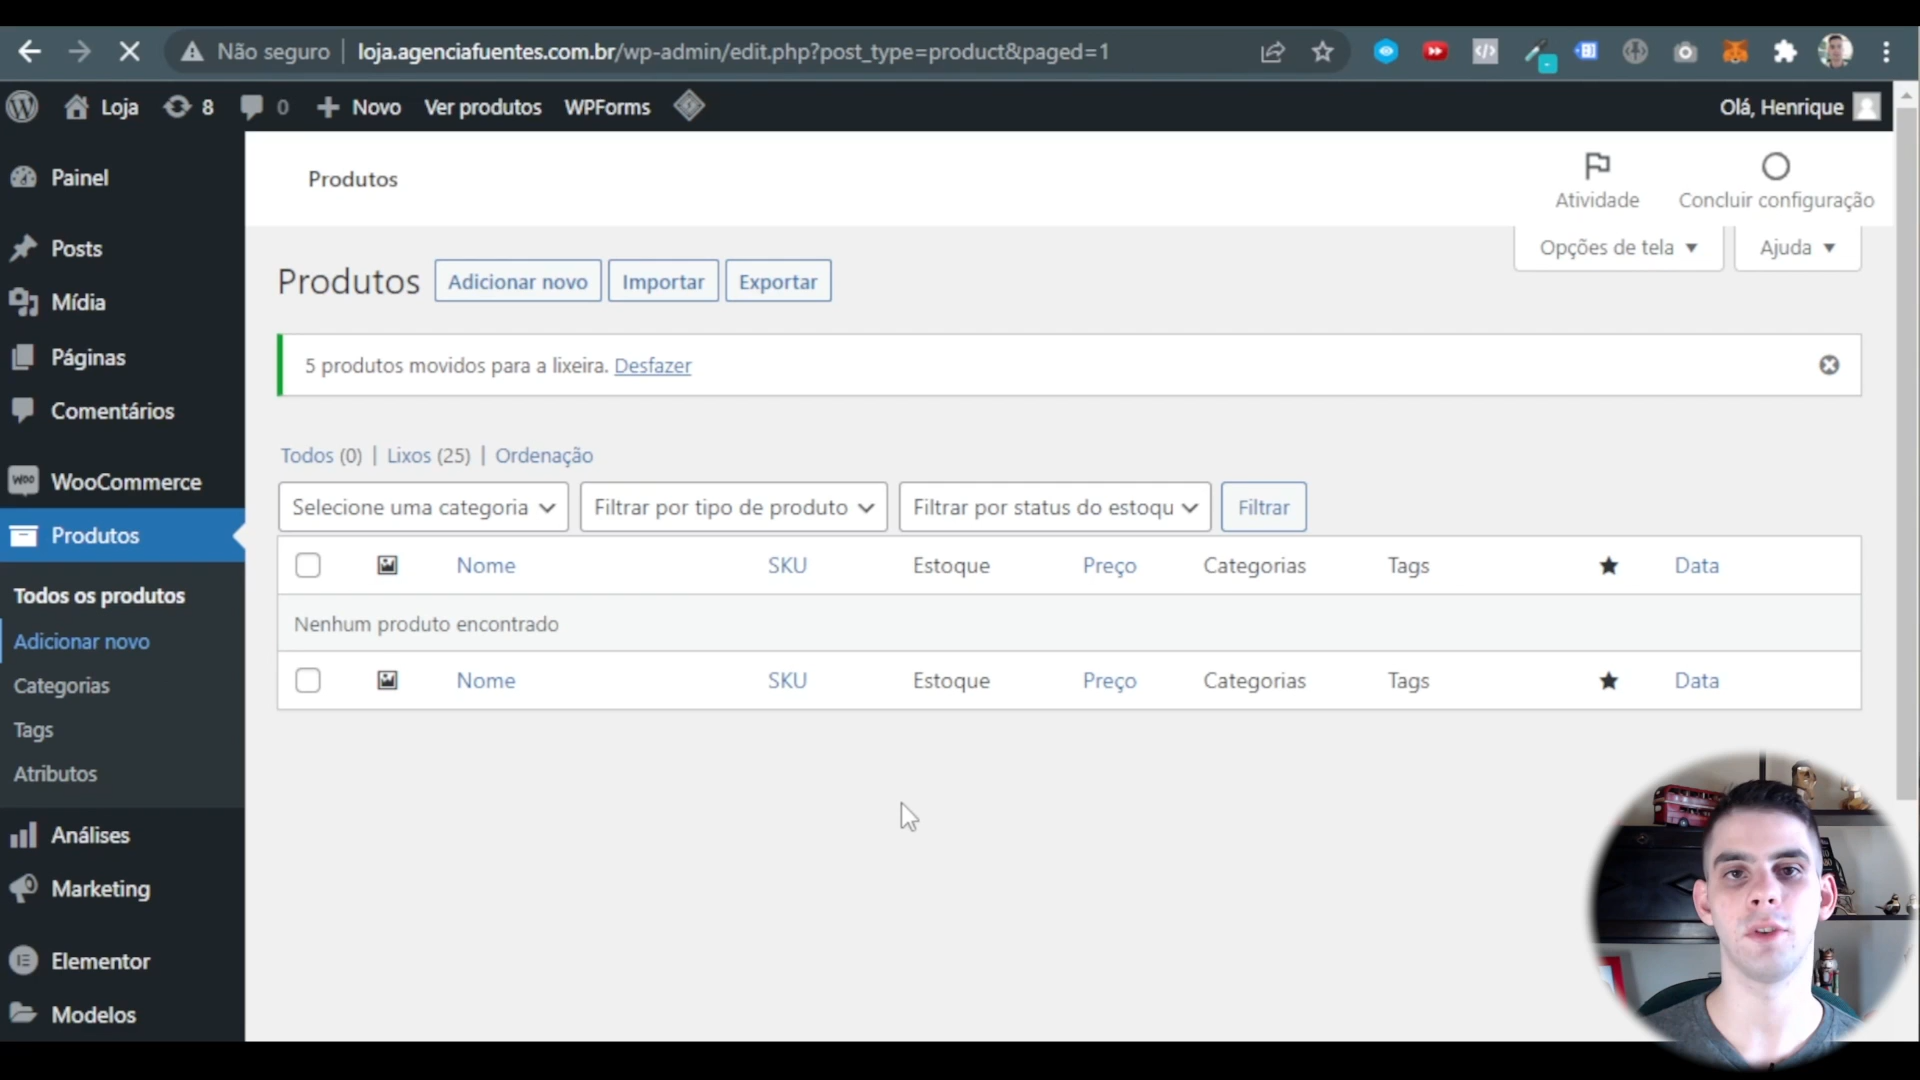 Não seguro
loja.agenciafuentes.com.br/wp-admin/edit.php?post_type=product&paged=1
Loja
8
0
Novo
Ver produtos
WPForms
Olá, Henrique
Painel
Posts
Mídia
Páginas
Comentários
WooCommerce
Produtos
Todos os produtos
Adicionar novo
Categorias
Tags
Atributos
Análises
Marketing
Elementor
Modelos
Produtos
Atividade
Concluir configuração
Opções de tela
Ajuda
Produtos
Adicionar novo
Importar
Exportar
5 produtos movidos para a lixeira. Desfazer
Todos (0) | Lixos (25) | Ordenação
Selecione uma categoria
Filtrar por tipo de produto
Filtrar por status do estoqu
Filtrar
Nome SKU Estoque Preço Categorias Tags Data
Nenhum produto encontrado
Nome SKU Estoque Preço Categorias Tags Data